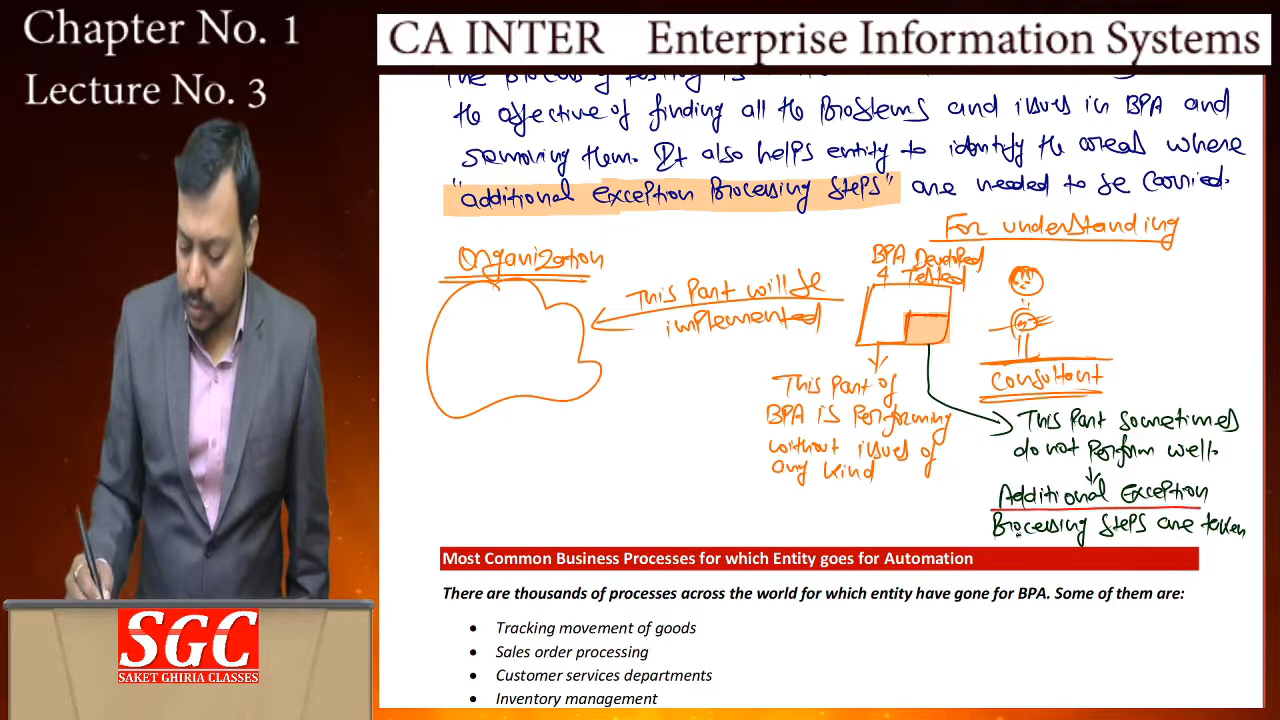 Chapter No. 1
Lecture No. 3
CA INTER Enterprise Information Systems
the objective of finding all the Problems and issues in BPA and
removing them. It also helps entity to identify the areas where
"additional exception Processing Steps" are needed to be carried.
For understanding
Organization
BPA Developed
& Tested
This Part will be
implemented
Consultant
This Part of
BPA is Performing
without issues of
any kind
This Part sometimes
do not Perform well.
Additional Exception
Processing Steps are taken
Most Common Business Processes for which Entity goes for Automation
There are thousands of processes across the world for which entity have gone for BPA. Some of them are:
• Tracking movement of goods
• Sales order processing
• Customer services departments
• Inventory management
SGC
SAKET GHIRIA CLASSES